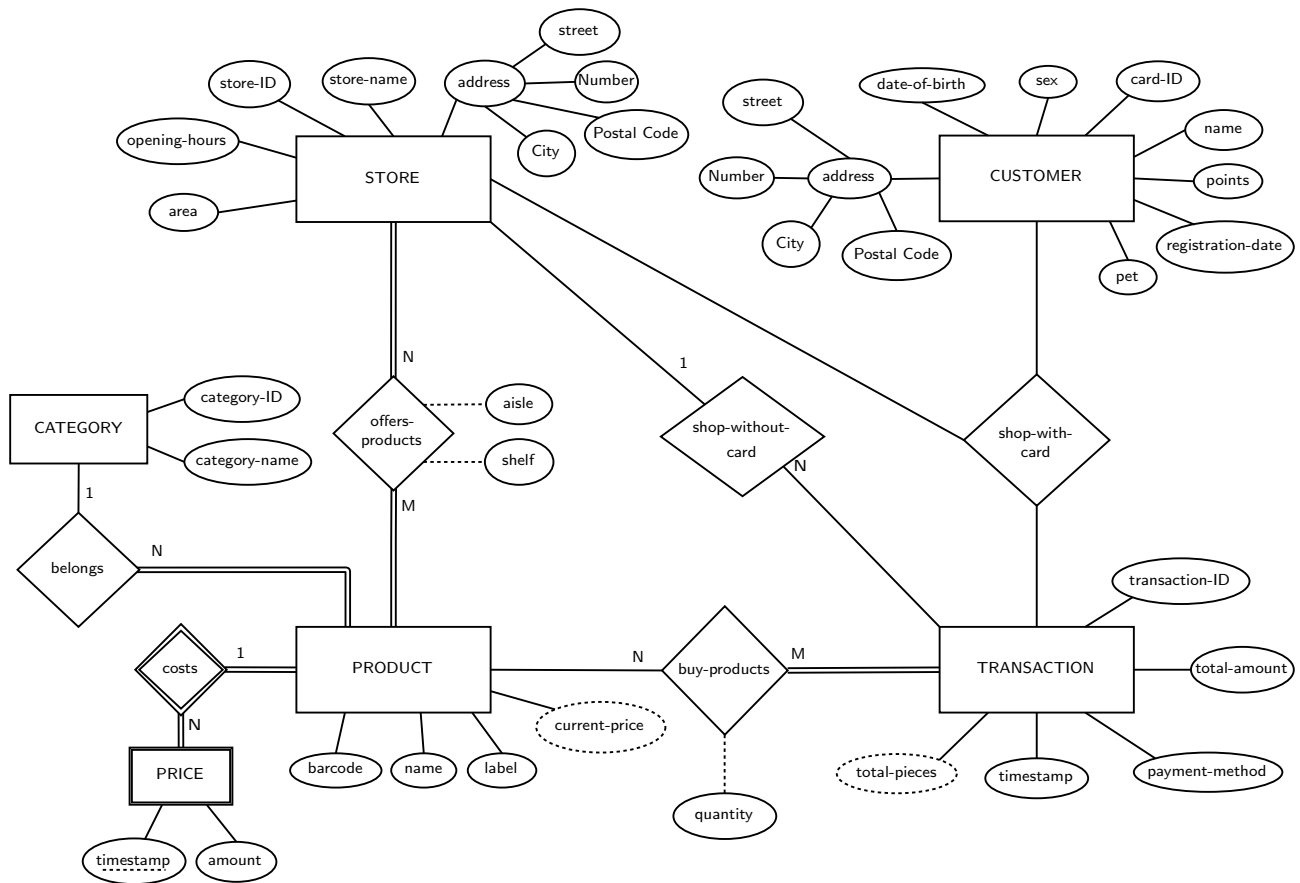 street
store-ID
store-name
address
Number
opening-hours
City
Postal Code
STORE
area
date-of-birth
sex
card-ID
street
name
Number
address
CUSTOMER
points
City
Postal Code
registration-date
pet
N
1
CATEGORY
category-ID
category-name
offers-
products
aisle
shelf
shop-without-
card
N
shop-with-
card
1
M
N
belongs
transaction-ID
costs
1
PRODUCT
N
buy-products
M
TRANSACTION
total-amount
N
current-price
PRICE
barcode
name
label
total-pieces
timestamp
payment-method
quantity
timestamp
amount